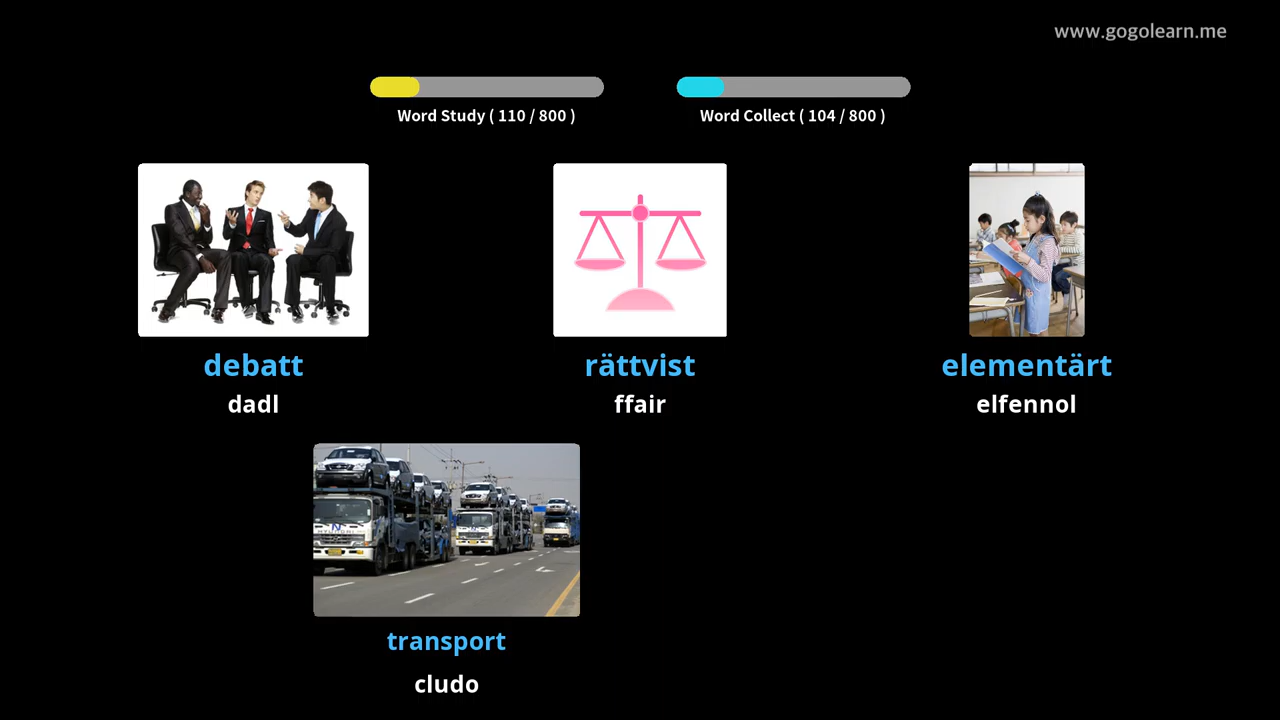 www.gogolearn.me
Word Study ( 110 / 800 )
Word Collect ( 104 / 800 )
debatt
rättvist
elementärt
dadl
ffair
elfennol
transport
cludo